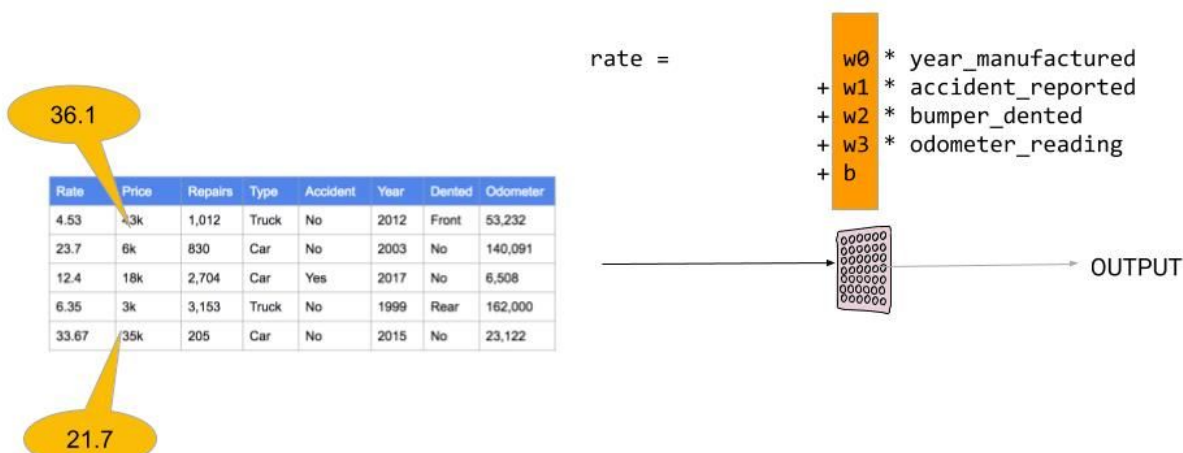 rate = w0 * year_manufactured
+ w1 * accident_reported
+ w2 * bumper_dented
+ w3 * odometer_reading
+ b
36.1
Rate Price Repairs Type Accident Year Dented Odometer
4.53 43k 1,012 Truck No 2012 Front 53,232
23.7 6k 830 Car No 2003 No 140,091
12.4 18k 2,704 Car Yes 2017 No 6,508
6.35 3k 3,153 Truck No 1999 Rear 162,000
33.67 35k 205 Car No 2015 No 23,122
OUTPUT
21.7